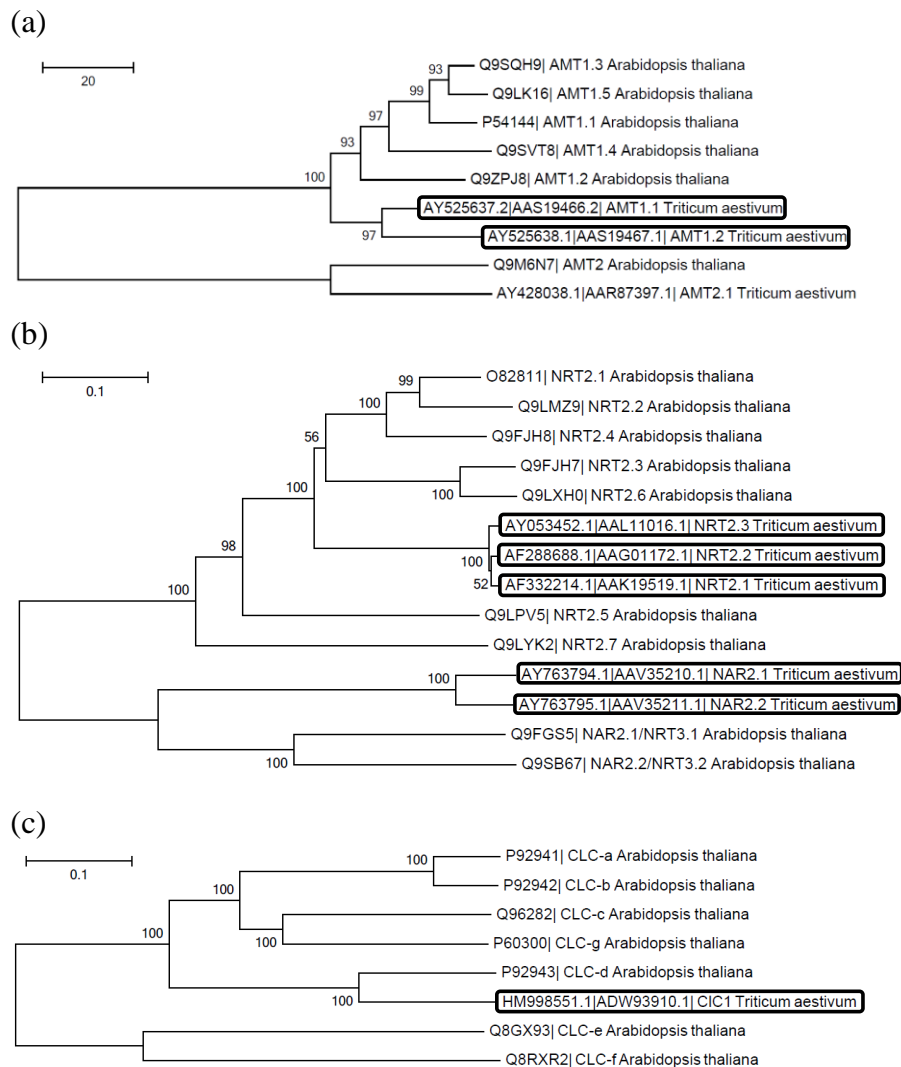 (a)
20
93
Q9SQH9| AMT1.3 Arabidopsis thaliana
99
Q9LK16| AMT1.5 Arabidopsis thaliana
97
P54144| AMT1.1 Arabidopsis thaliana
93
Q9SVT8| AMT1.4 Arabidopsis thaliana
100
Q9ZPJ8| AMT1.2 Arabidopsis thaliana
AY525637.2|AAS19466.2| AMT1.1 Triticum aestivum
97
AY525638.1|AAS19467.1| AMT1.2 Triticum aestivum
Q9M6N7| AMT2 Arabidopsis thaliana
AY428038.1|AAR87397.1| AMT2.1 Triticum aestivum
(b)
0.1
99
O82811| NRT2.1 Arabidopsis thaliana
100
Q9LMZ9| NRT2.2 Arabidopsis thaliana
56
Q9FJH8| NRT2.4 Arabidopsis thaliana
Q9FJH7| NRT2.3 Arabidopsis thaliana
100
100
Q9LXH0| NRT2.6 Arabidopsis thaliana
AY053452.1|AAL11016.1| NRT2.3 Triticum aestivum
98
100
AF288688.1|AAG01172.1| NRT2.2 Triticum aestivum
100
52
AF332214.1|AAK19519.1| NRT2.1 Triticum aestivum
Q9LPV5| NRT2.5 Arabidopsis thaliana
Q9LYK2| NRT2.7 Arabidopsis thaliana
100
AY763794.1|AAV35210.1| NAR2.1 Triticum aestivum
AY763795.1|AAV35211.1| NAR2.2 Triticum aestivum
Q9FGS5| NAR2.1/NRT3.1 Arabidopsis thaliana
100
Q9SB67| NAR2.2/NRT3.2 Arabidopsis thaliana
(c)
0.1
100
P92941| CLC-a Arabidopsis thaliana
100
P92942| CLC-b Arabidopsis thaliana
Q96282| CLC-c Arabidopsis thaliana
100
100
P60300| CLC-g Arabidopsis thaliana
P92943| CLC-d Arabidopsis thaliana
100
HM998551.1|ADW93910.1| ClC1 Triticum aestivum
Q8GX93| CLC-e Arabidopsis thaliana
Q8RXR2| CLC-f Arabidopsis thaliana